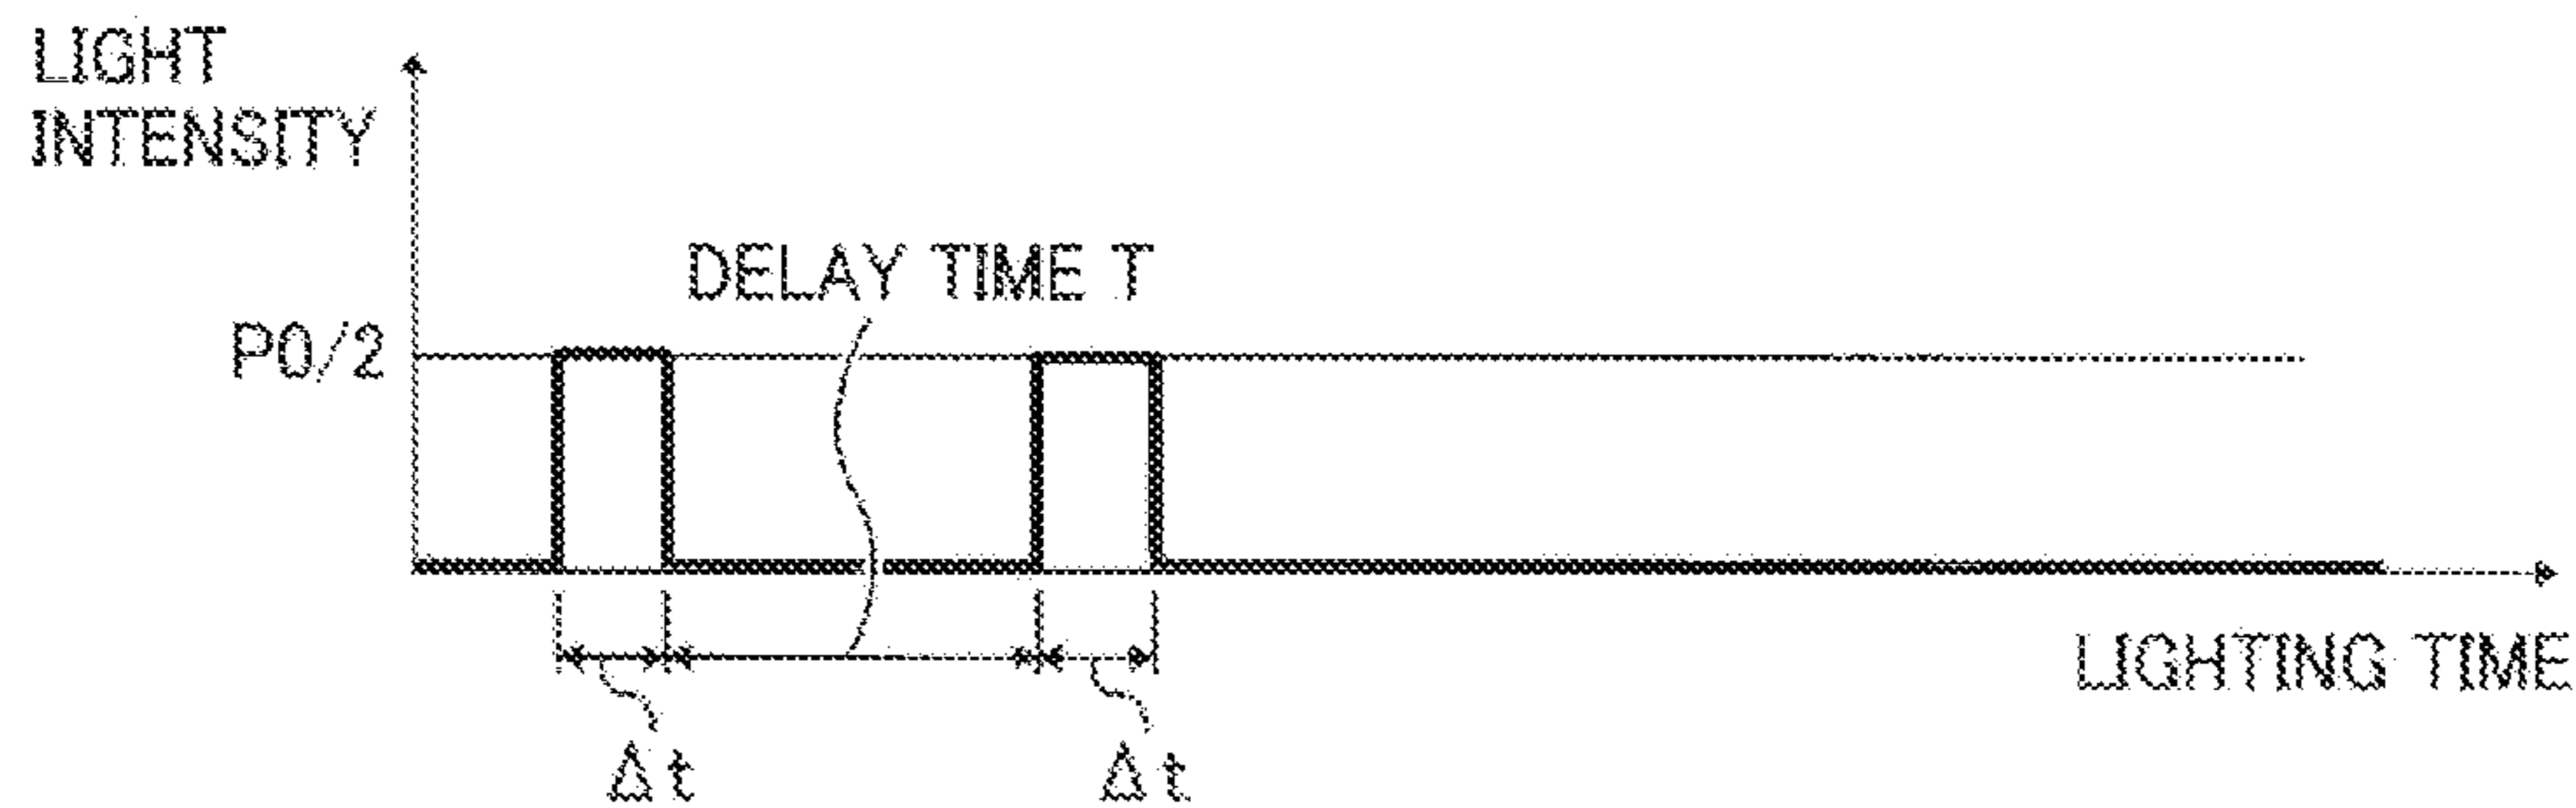 LIGHT
INTENSITY
DELAY TIME T
P0/2
LIGHTING TIME
Δt
Δt